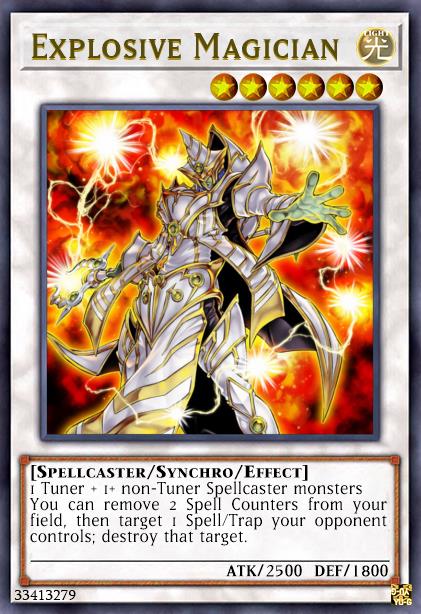 EXPLOSIVE MAGICIAN
LIGHT
光
[SPELLCASTER/SYNCHRO/EFFECT]
1 Tuner + 1+ non-Tuner Spellcaster monsters
You can remove 2 Spell Counters from your
field, then target 1 Spell/Trap your opponent
controls; destroy that target.
ATK/2500 DEF/1800
33413279